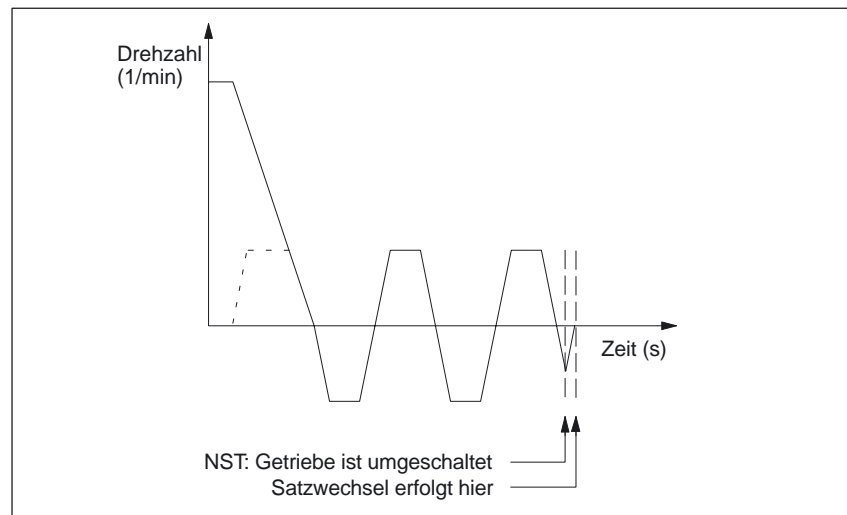 Drehzahl
(1/min)
Zeit (s)
NST: Getriebe ist umgeschaltet
Satzwechsel erfolgt hier